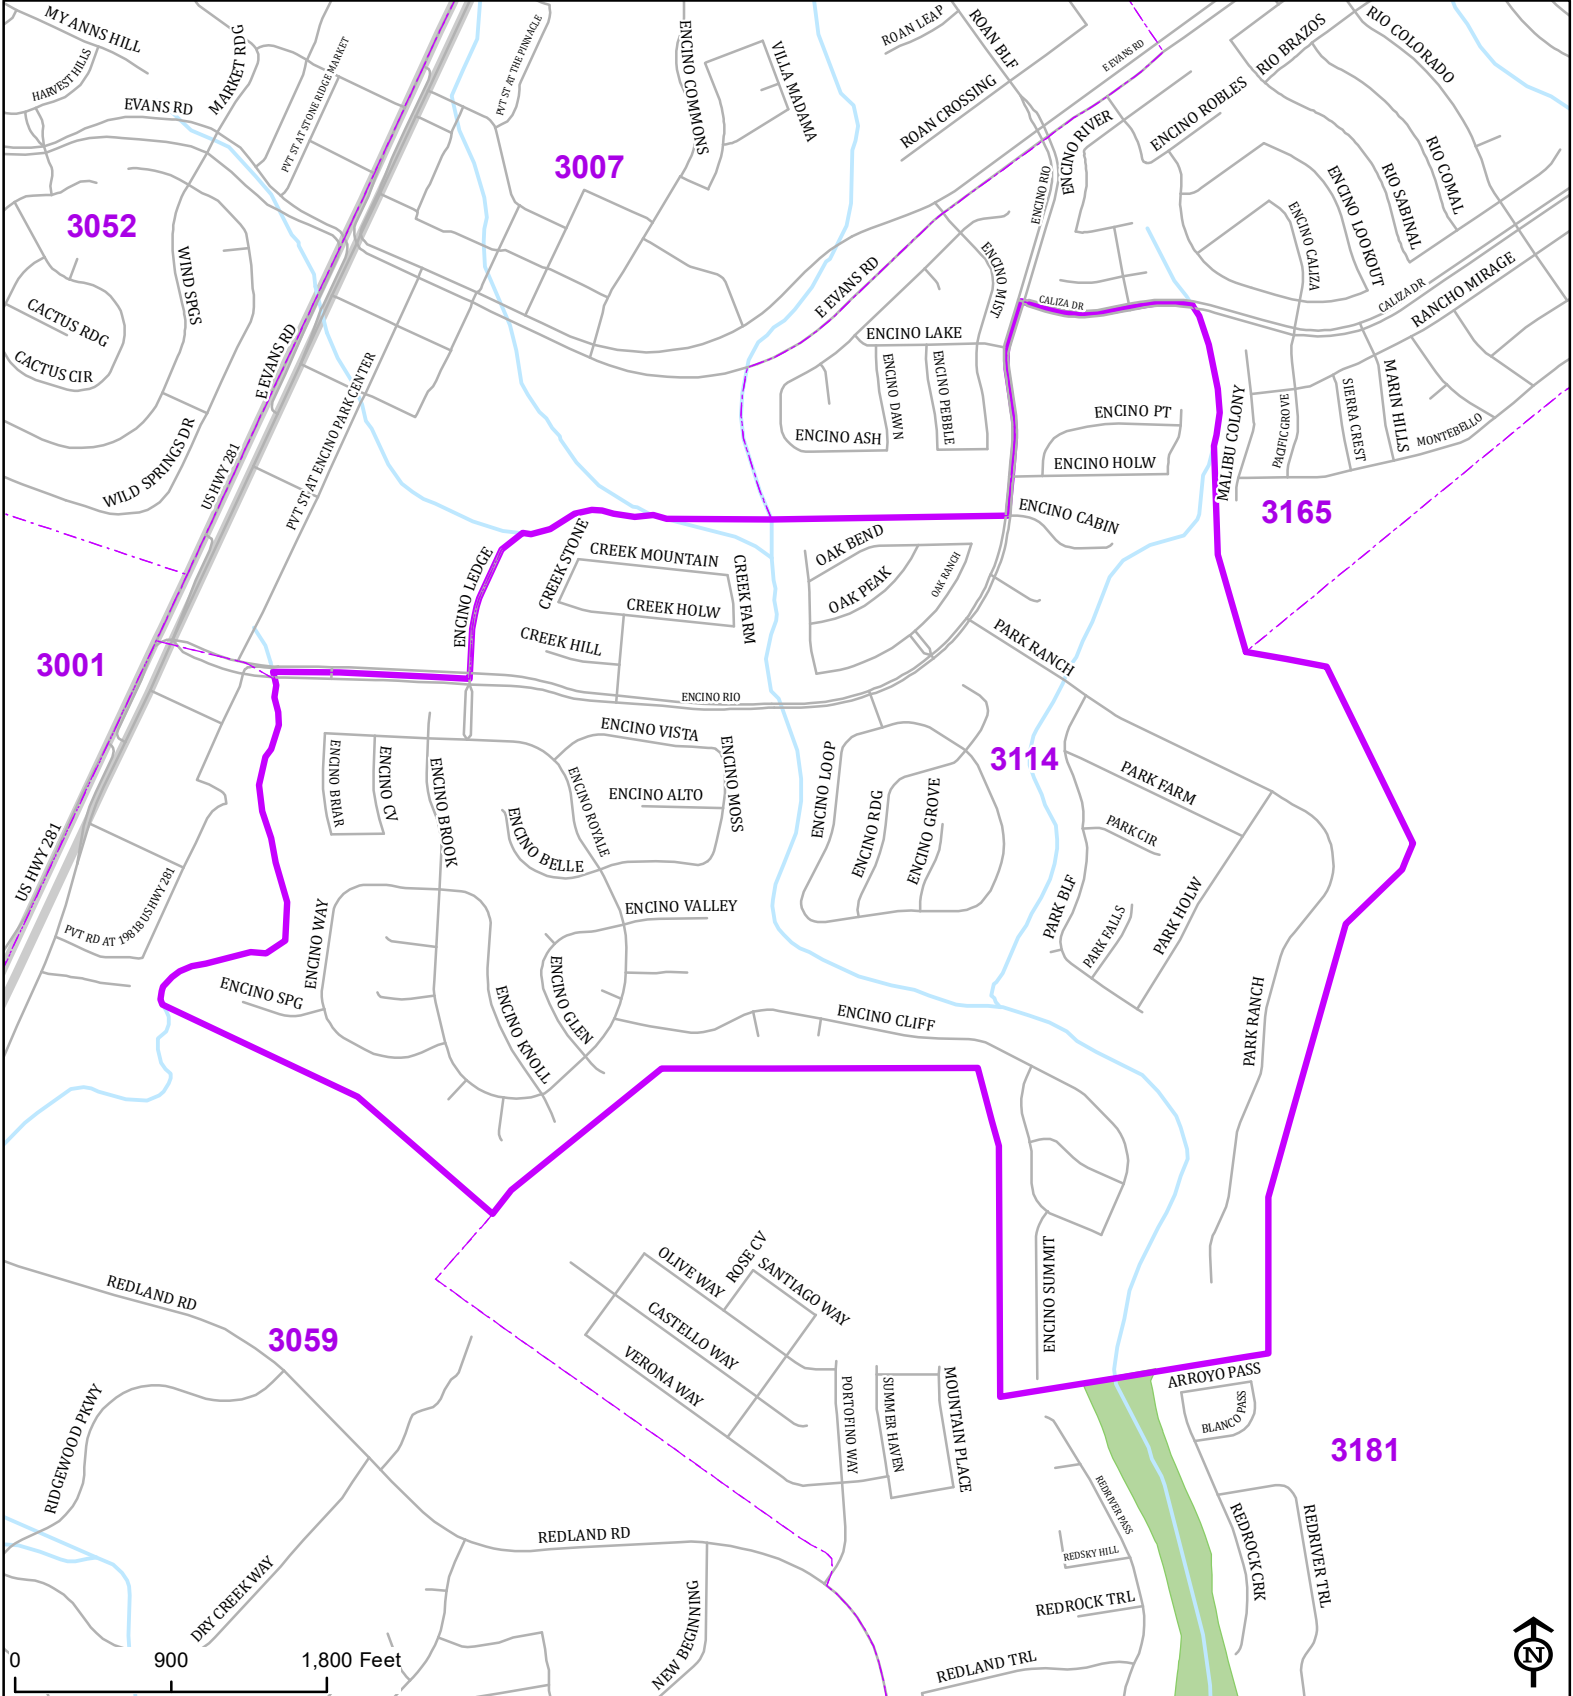 MY ANNS HILL
HARVEST HILLS
EVANS RD
MARKET RDG
PVT ST AT STONE RIDGE MARKET
PVT ST AT THE PINNACLE
ENCINO COMMONS
VILLA MADAMA
ROAN LEAP
ROAN BLF
ROAN CROSSING
E EVANS RD
RIO BRAZOS
RIO COLORADO
ENCINO ROBLES
ENCINO RIVER
ENCINO RIO
RIO COMAL
RIO SABINAL
ENCINO LOOKOUT
ENCINO CALIZA
3007
3052
WIND SPGS
CACTUS RDG
CACTUS CIR
WILD SPRINGS DR
E EVANS RD
US HWY 281
PVT ST AT ENCINO PARK CENTER
E EVANS RD
ENCINO MIST
CALIZA DR
CALIZA DR
RANCHO MIRAGE
ENCINO LAKE
ENCINO DAWN
ENCINO PEBBLE
ENCINO ASH
ENCINO PT
ENCINO HOLW
ENCINO CABIN
MALIBU COLONY
PACIFIC GROVE
SIERRA CREST
MARIN HILLS
MONTEBELLO
3165
ENCINO LEDGE
CREEK STONE
CREEK MOUNTAIN
CREEK HOLW
CREEK FARM
CREEK HILL
OAK BEND
OAK PEAK
OAK RANCH
PARK RANCH
3001
ENCINO RIO
ENCINO VISTA
ENCINO MOSS
ENCINO ALTO
ENCINO ROYALE
ENCINO BELLE
ENCINO BRIAR
ENCINO CV
ENCINO BROOK
ENCINO LOOP
ENCINO RDG
ENCINO GROVE
3114
PARK FARM
PARK CIR
PARK BLF
PARK FALLS
PARK HOLW
PARK RANCH
US HWY 281
PVT RD AT 19818 US HWY 281
ENCINO WAY
ENCINO SPG
ENCINO VALLEY
ENCINO GLEN
ENCINO KNOLL
ENCINO CLIFF
ENCINO SUMMIT
REDLAND RD
3059
OLIVE WAY
ROSE CV
SANTIAGO WAY
CASTELLO WAY
VERONA WAY
PORTOFINO WAY
SUMMER HAVEN
MOUNTAIN PLACE
ARROYO PASS
BLANCO PASS
3181
RIDGEWOOD PKWY
REDLAND RD
DRY CREEK WAY
NEW BEGINNING
REDRIVER PASS
REDSKY HILL
REDROCK TRL
REDLAND TRL
REDROCK CRK
REDRIVER TRL
0 900 1,800 Feet
N